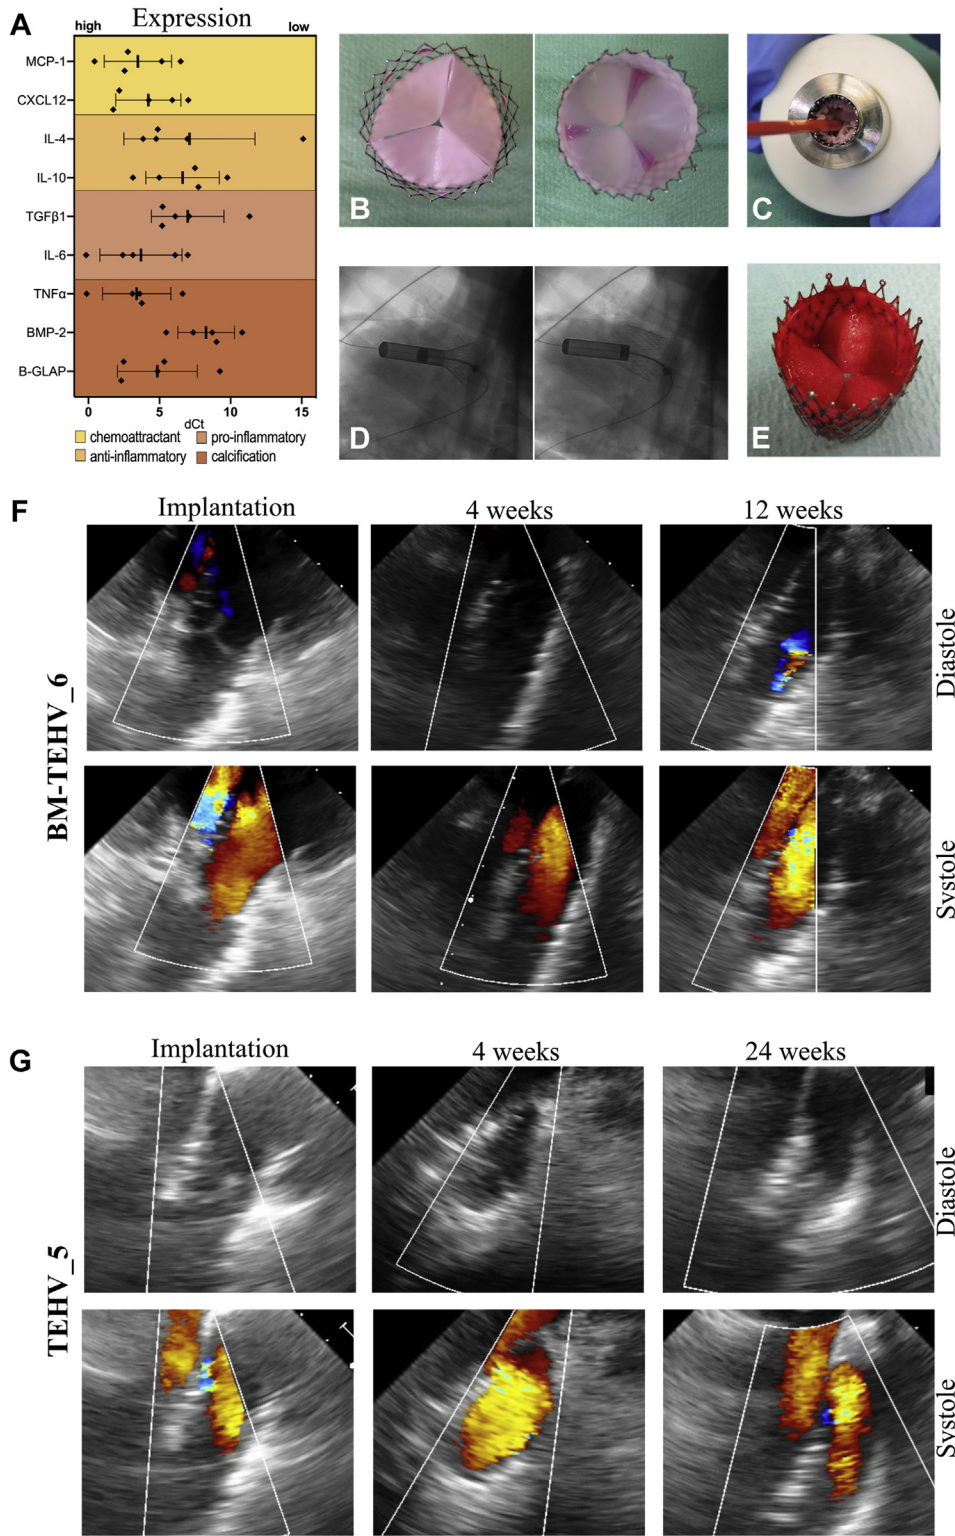 A
high
Expression
low
MCP-1
CXCL12
IL-4
IL-10
TGFβ1
IL-6
TNFα
BMP-2
B-GLAP
0
5
10
15
dCt
chemoattractant
pro-inflammatory
anti-inflammatory
calcification
B
C
D
E
F
Implantation
4 weeks
12 weeks
BM-TEHV_6
Diastole
Systole
G
Implantation
4 weeks
24 weeks
TEHV_5
Diastole
Systole